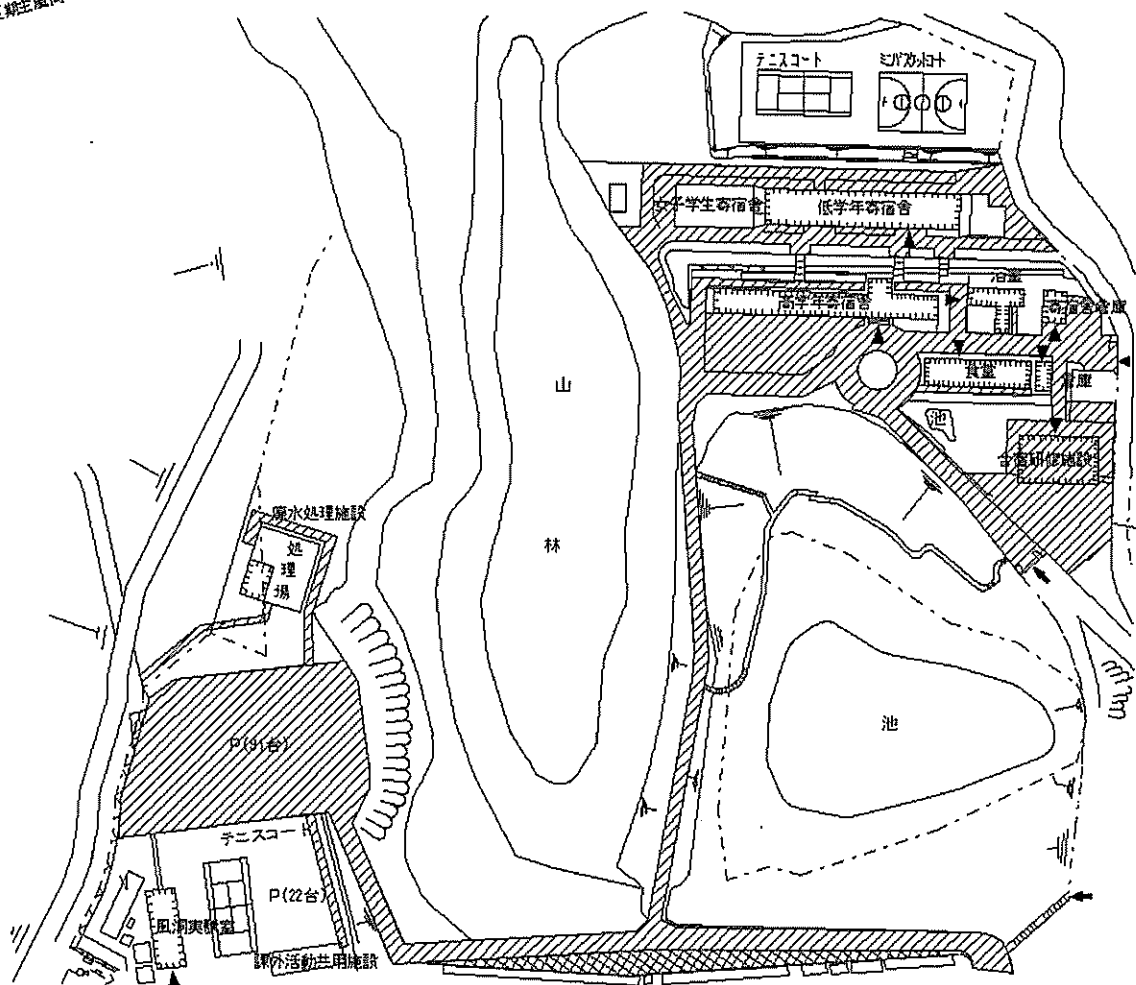 テニスコート
ミニバスケットコート
女子学生寄宿舎
低学年寄宿舎
浴室
高学年寄宿舎
寄宿舎倉庫
食堂
倉庫
池
合宿研修施設
山
林
廃水処理施設
処
理
場
池
P(91台)
テニスコート
P(22台)
風洞実験室
課外活動共用施設